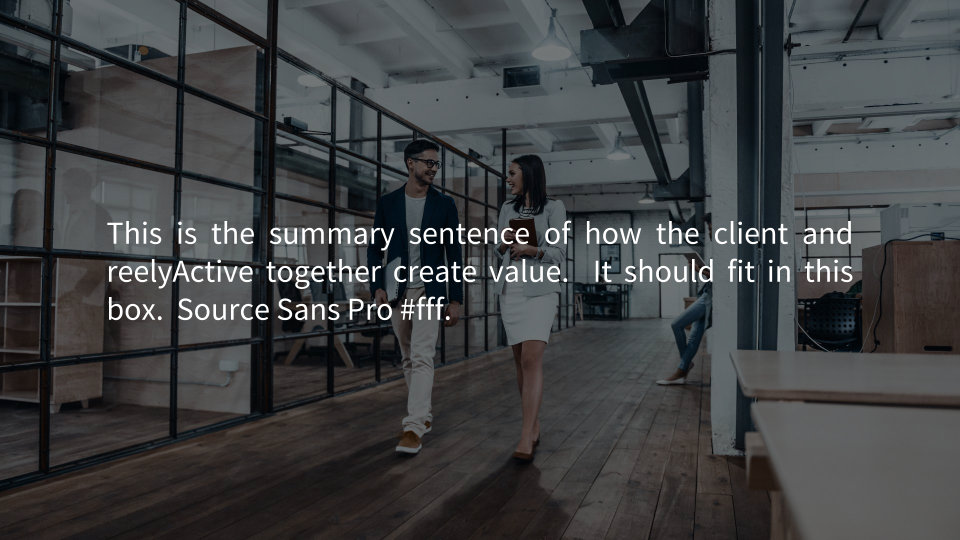 This is the summary sentence of how the client and
reelyActive together create value.  It should fit in this
box.  Source Sans Pro #fff.